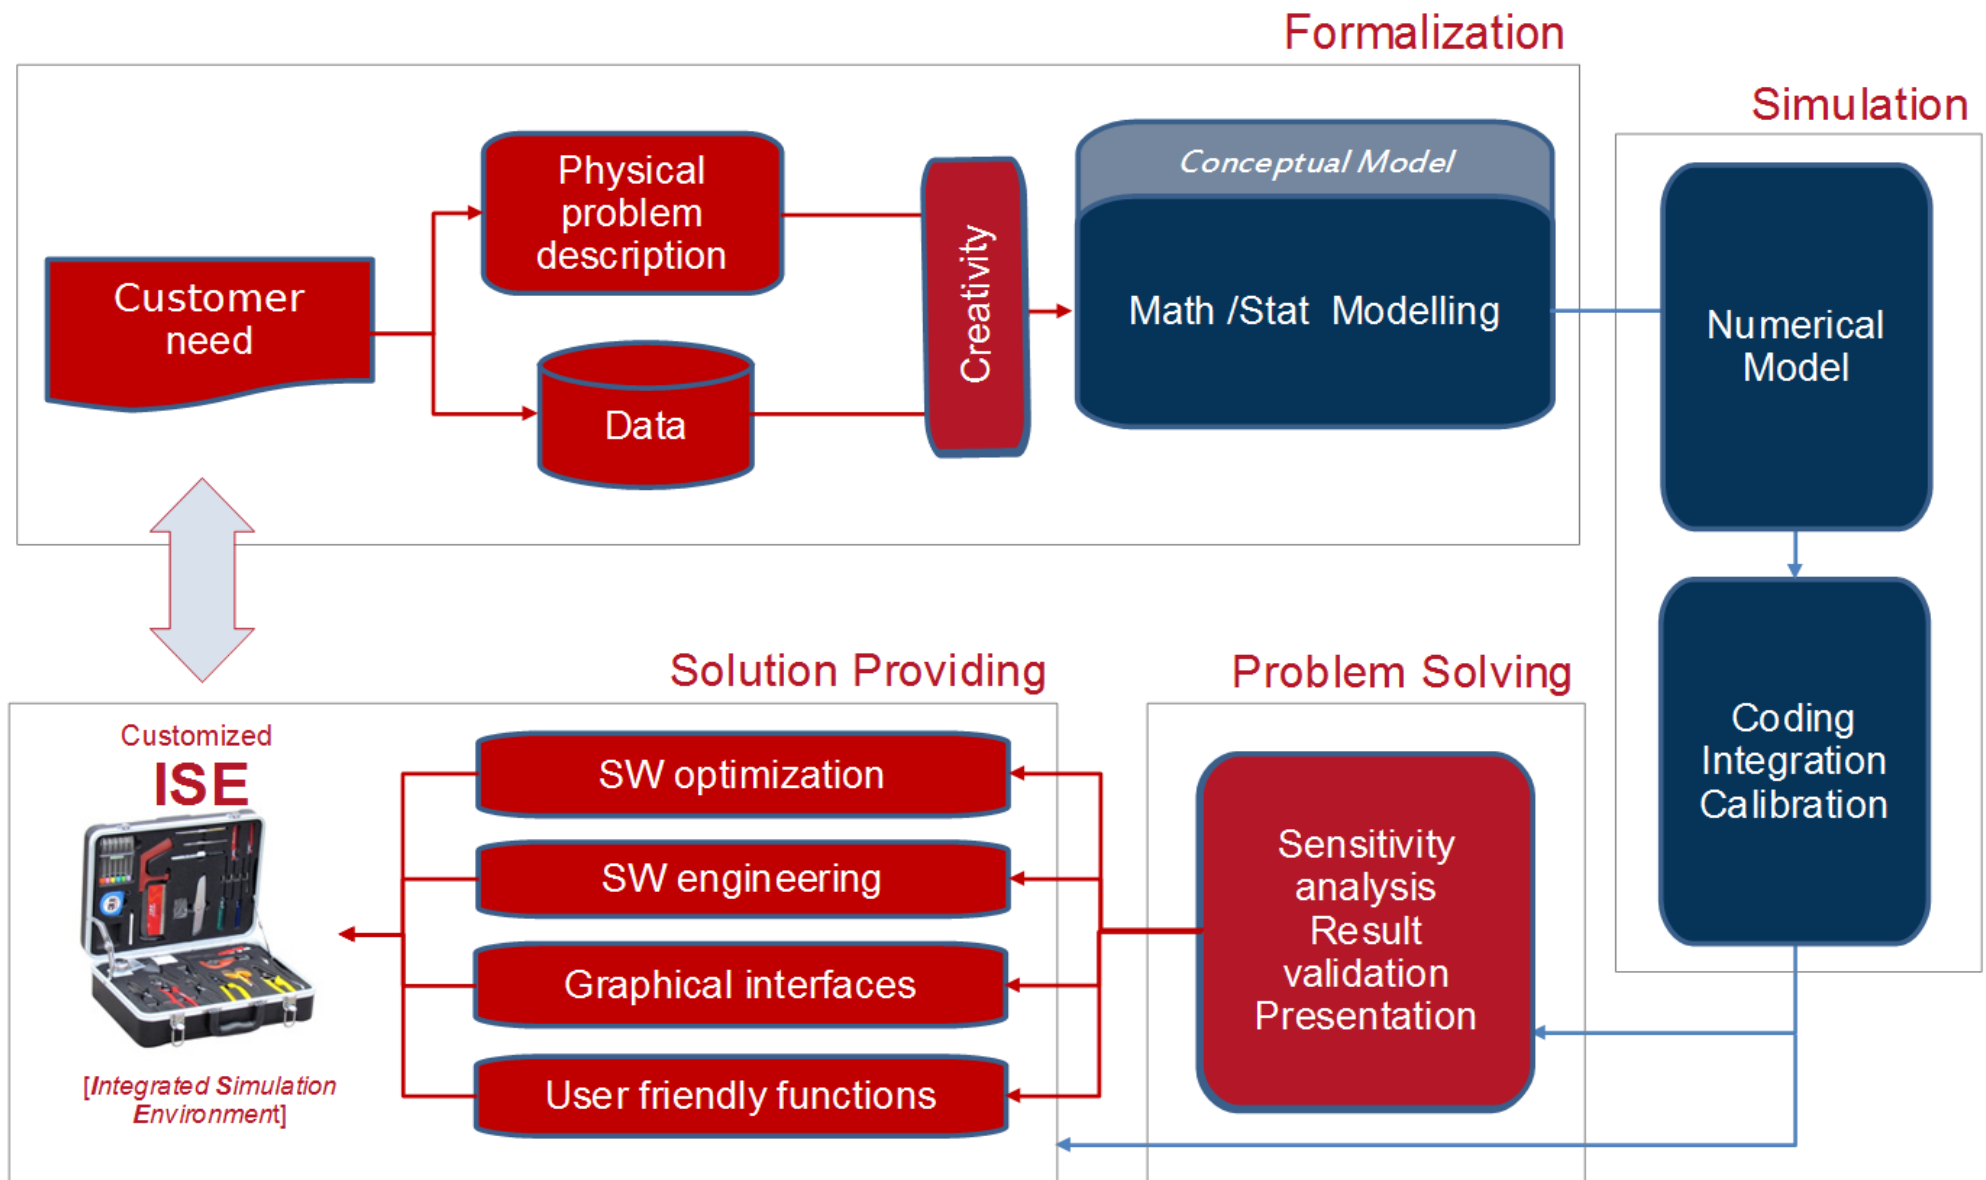 Formalization
Simulation
Physical
problem
description
Conceptual Model
Customer
need
Creativity
Math /Stat Modelling
Numerical
Model
Data
Solution Providing
Problem Solving
Customized
ISE
SW optimization
SW engineering
Graphical interfaces
User friendly functions
Sensitivity
analysis
Result
validation
Presentation
Coding
Integration
Calibration
[Integrated Simulation
Environment]